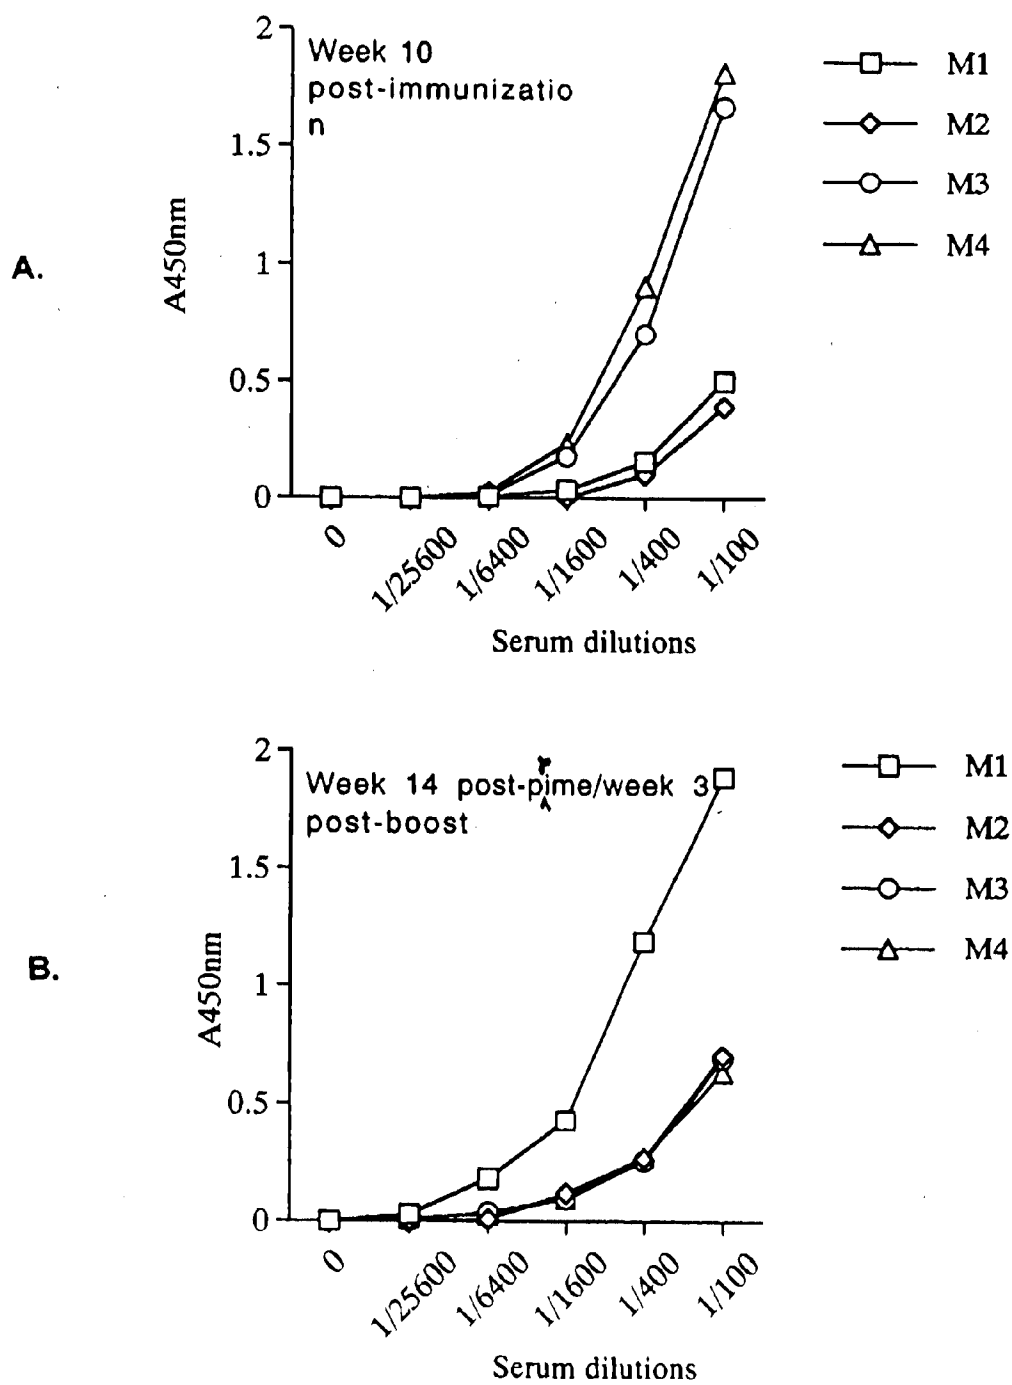 A.
Week 10
post-immunizatio
n
2
1.5
1
0.5
0
A450nm
0
1/25600
1/6400
1/1600
1/400
1/100
Serum dilutions
M1
M2
M3
M4
B.
Week 14 post-pime/week 3
r
post-boost
2
1.5
1
0.5
0
A450nm
0
1/25600
1/6400
1/1600
1/400
1/100
Serum dilutions
M1
M2
M3
M4